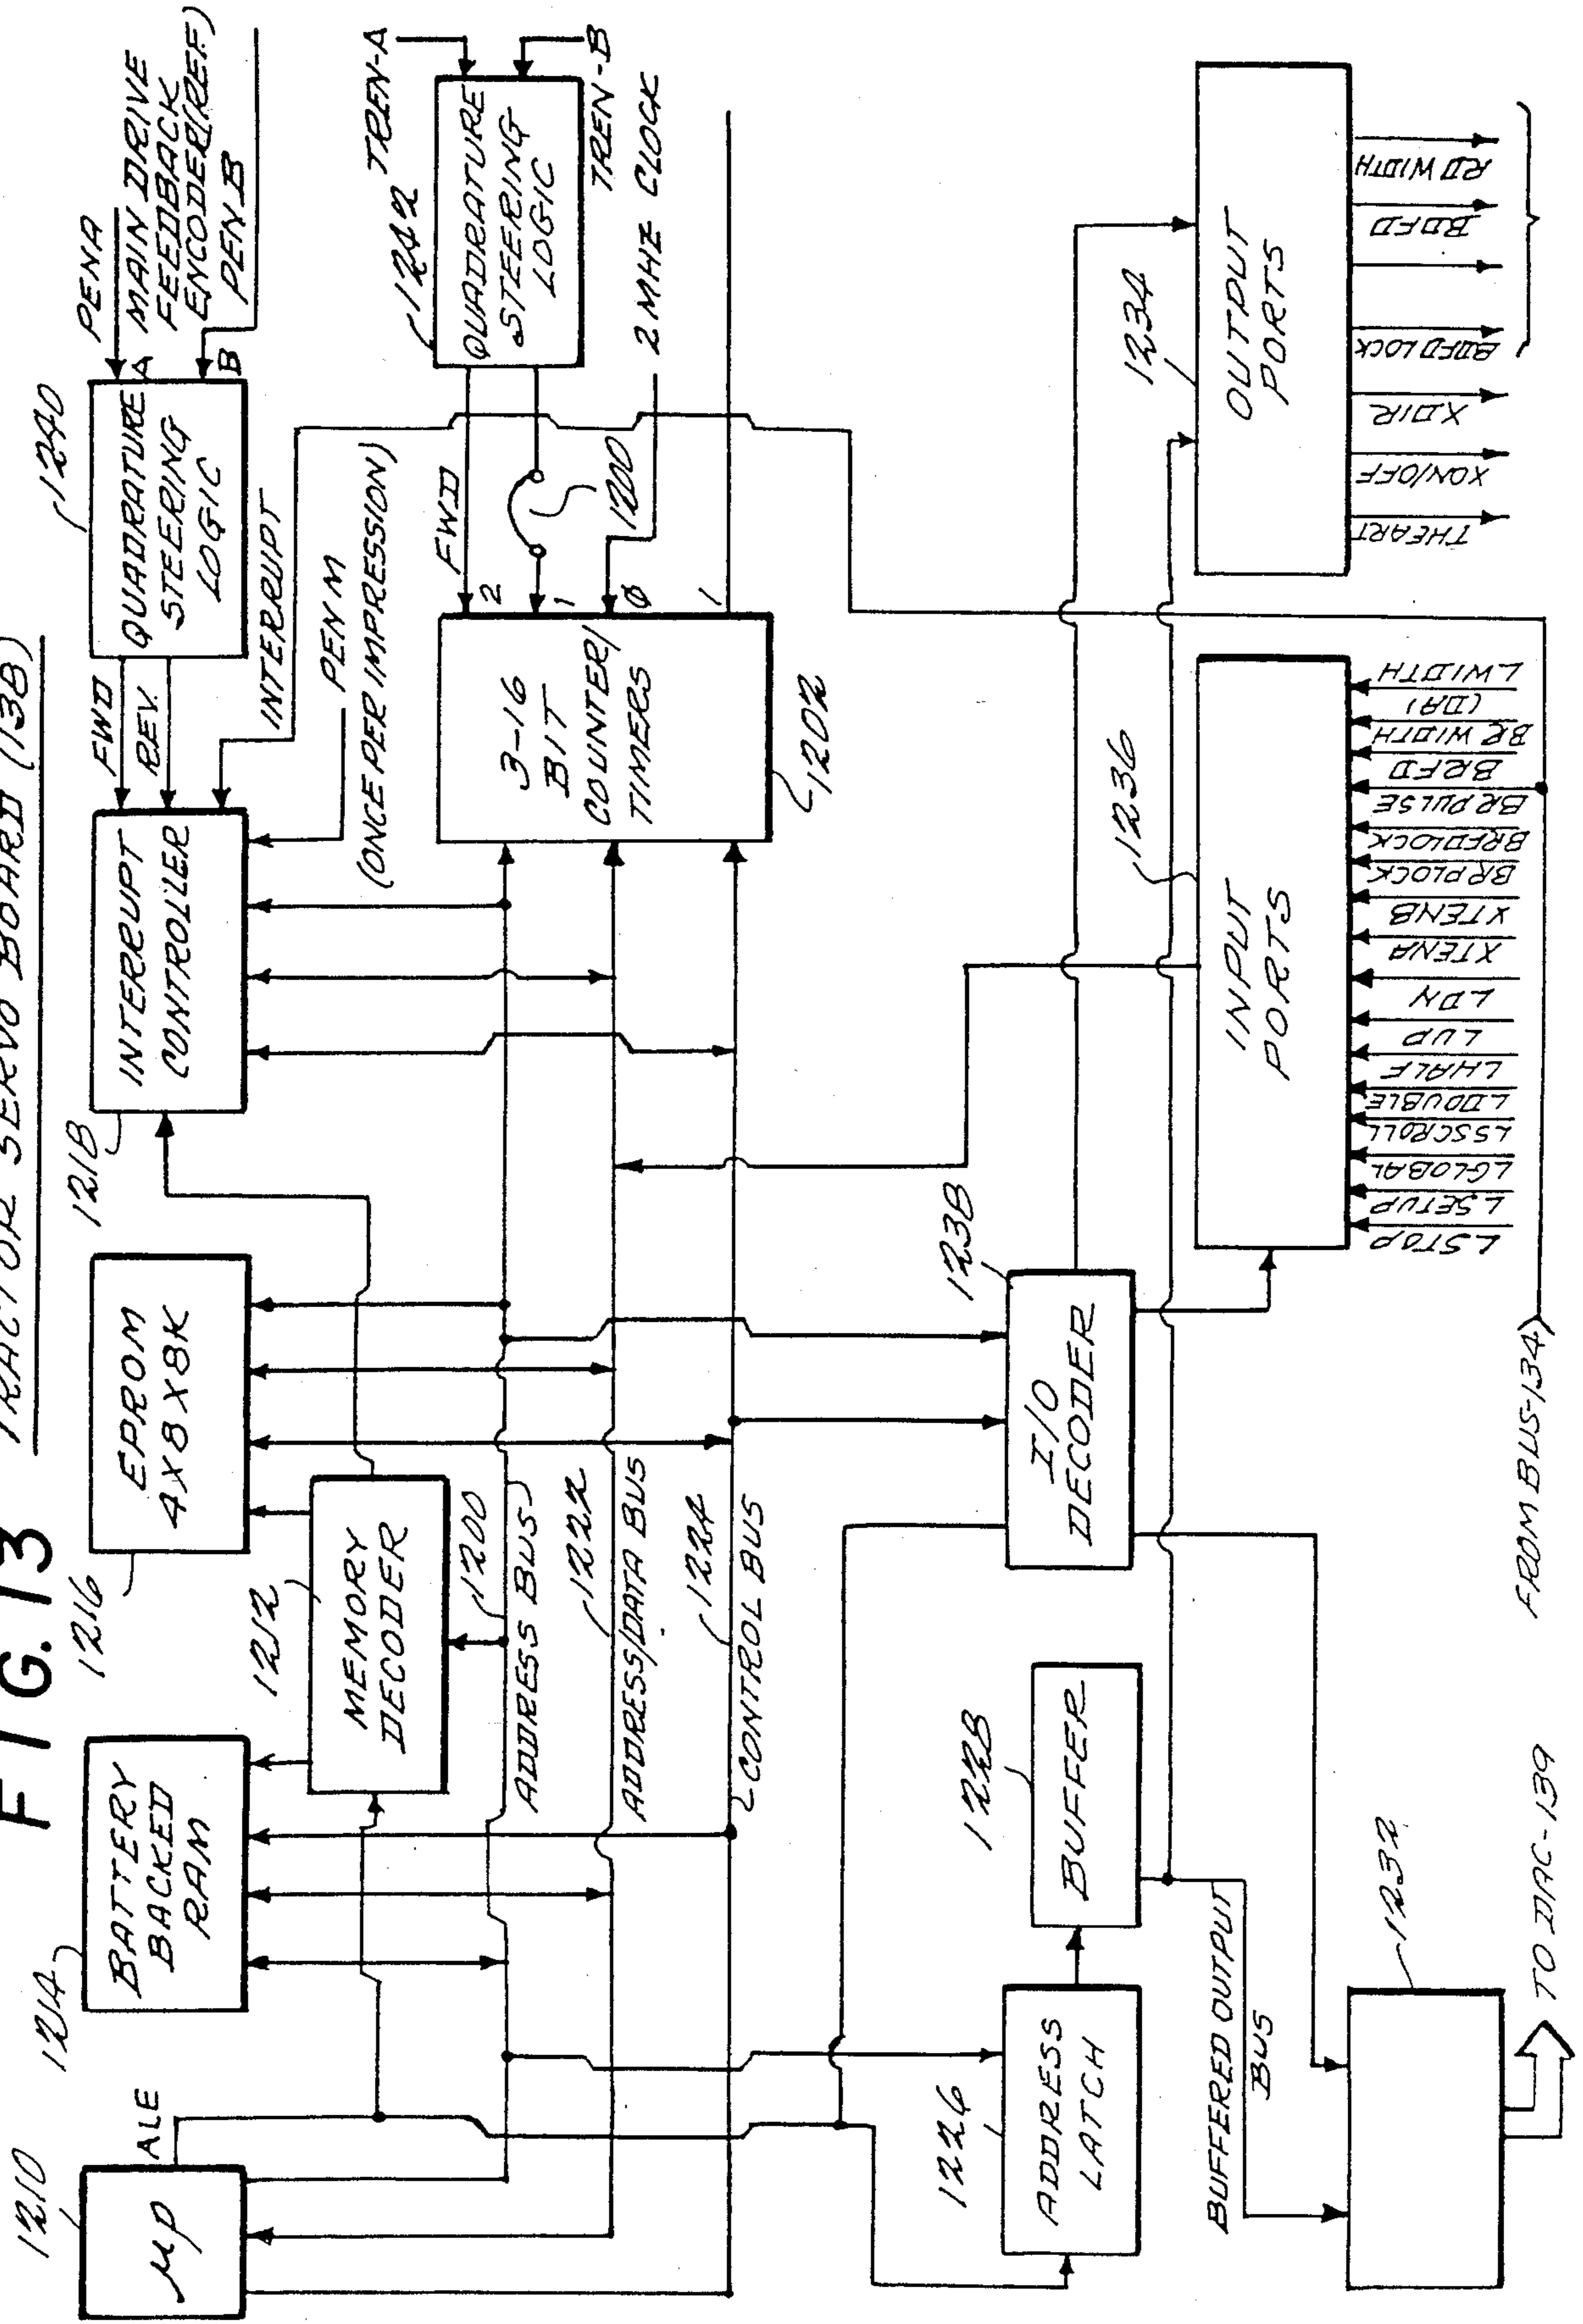 FIG. 13 TRACTOR SERVO BOARD (138)
1210
μP
ALE
1214
BATTERY
BACKED
RAM
1216
EPROM
4X8X8K
1212
MEMORY
DECODER
1218
INTERRUPT
CONTROLLER
FWD
REV.
INTERRUPT
PEN M
(ONCE PER IMPRESSION)
1240
QUADRATURE
STEERING
LOGIC
PENA
A
MAIN DRIVE
FEEDBACK
ENCODER(REF)
B
PEN B
1242
QUADRATURE
STEERING
LOGIC
TREN-A
TREN-B
FWD
2
1
Ø
1
1200
2 MHZ CLOCK
3-16
BIT
COUNTER/
TIMERS
1202
1200
ADDRESS BUS
1222
ADDRESS/DATA BUS
1224
CONTROL BUS
1226
ADDRESS
LATCH
1228
BUFFER
BUFFERED OUTPUT
BUS
1232
TO DAC-139
1238
I/O
DECODER
1236
INPUT
PORTS
LSTOP
LSETUP
LGLOBAL
LSSCROLL
LDOUBLE
LHALF
LUP
LDN
XTENA
XTENB
BRPLOCK
BRFDLOCK
BRPULSE
BRFD
BR WIDTH
(DA)
LWIDTH
FROM BUS-134
1234
OUTPUT
PORTS
THEART
XON/OFF
XDIR
BDFDLOCK
BDFD
RDWIDTH